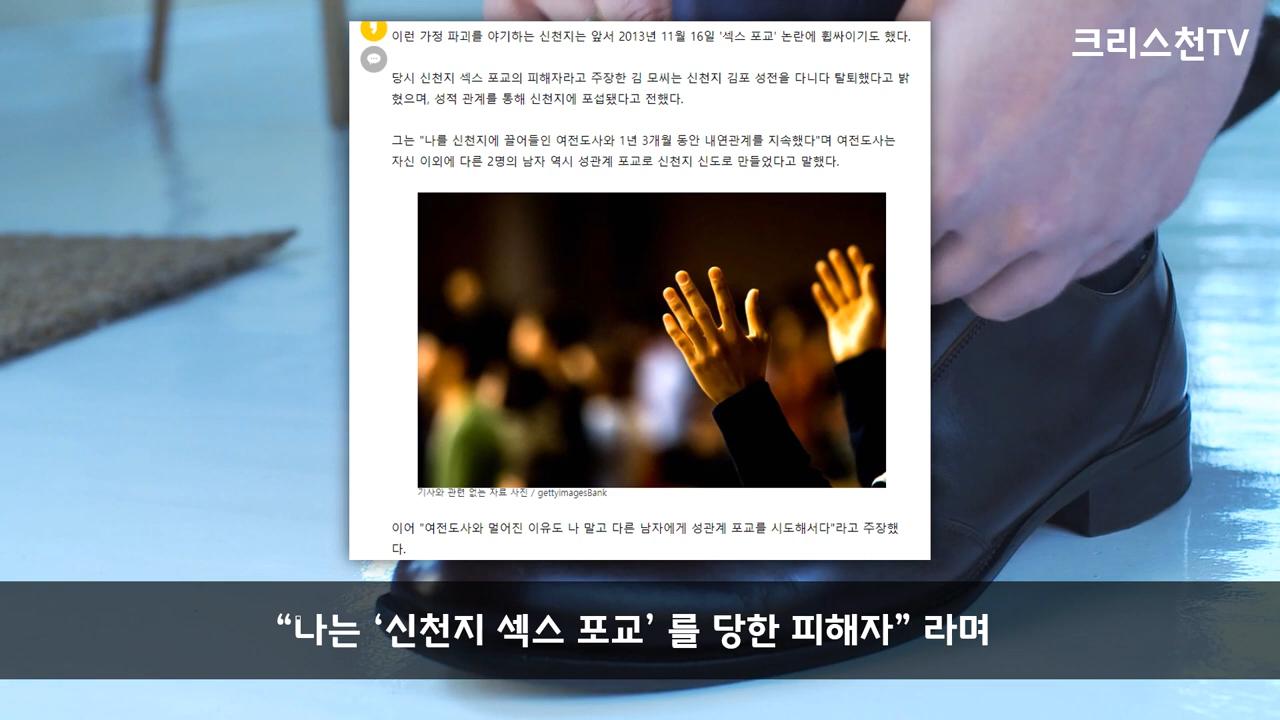 크리스천TV
이런 가정 파괴를 야기하는 신천지는 앞서 2013년 11월 16일 '섹스 포교' 논란에 휩싸이기도 했다.
당시 신천지 섹스 포교의 피해자라고 주장한 김 모씨는 신천지 김포 성전을 다니다 탈퇴했다고 밝
혔으며, 성적 관계를 통해 신천지에 포섭됐다고 전했다.
그는 "나를 신천지에 끌어들인 여전도사와 1년 3개월 동안 내연관계를 지속했다"며 여전도사는
자신 이외에 다른 2명의 남자 역시 성관계 포교로 신천지 신도로 만들었다고 말했다.
기사와 관련 없는 자료 사진 / gettyimagesBank
이어 "여전도사와 멀어진 이유도 나 말고 다른 남자에게 성관계 포교를 시도해서다"라고 주장했
다.
“나는 ‘신천지 섹스 포교’ 를 당한 피해자” 라며